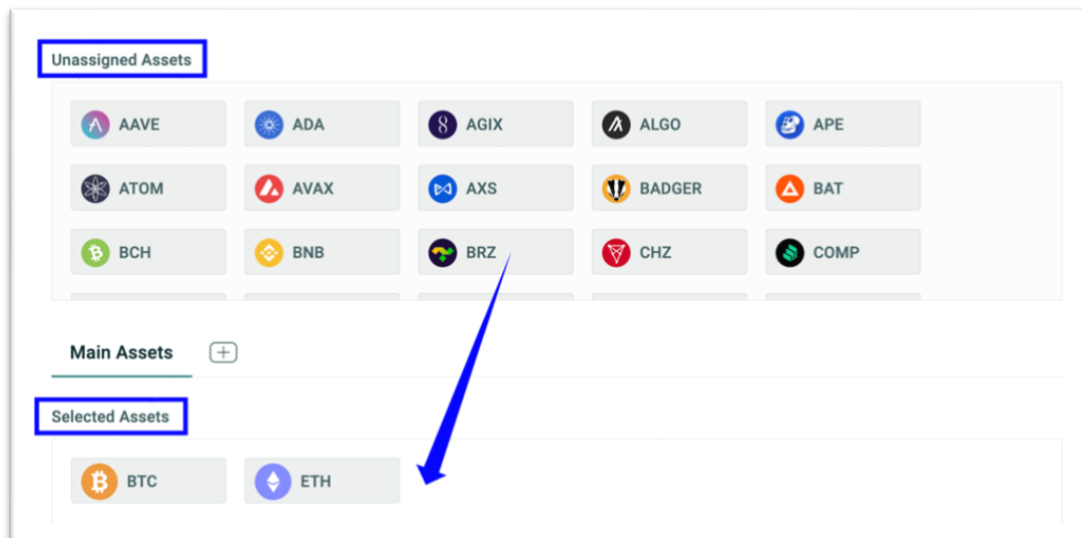 Unassigned Assets
AAVE ADA AGIX ALGO APE
ATOM AVAX AXS BADGER BAT
BCH BNB BRZ CHZ COMP
Main Assets
Selected Assets
BTC ETH